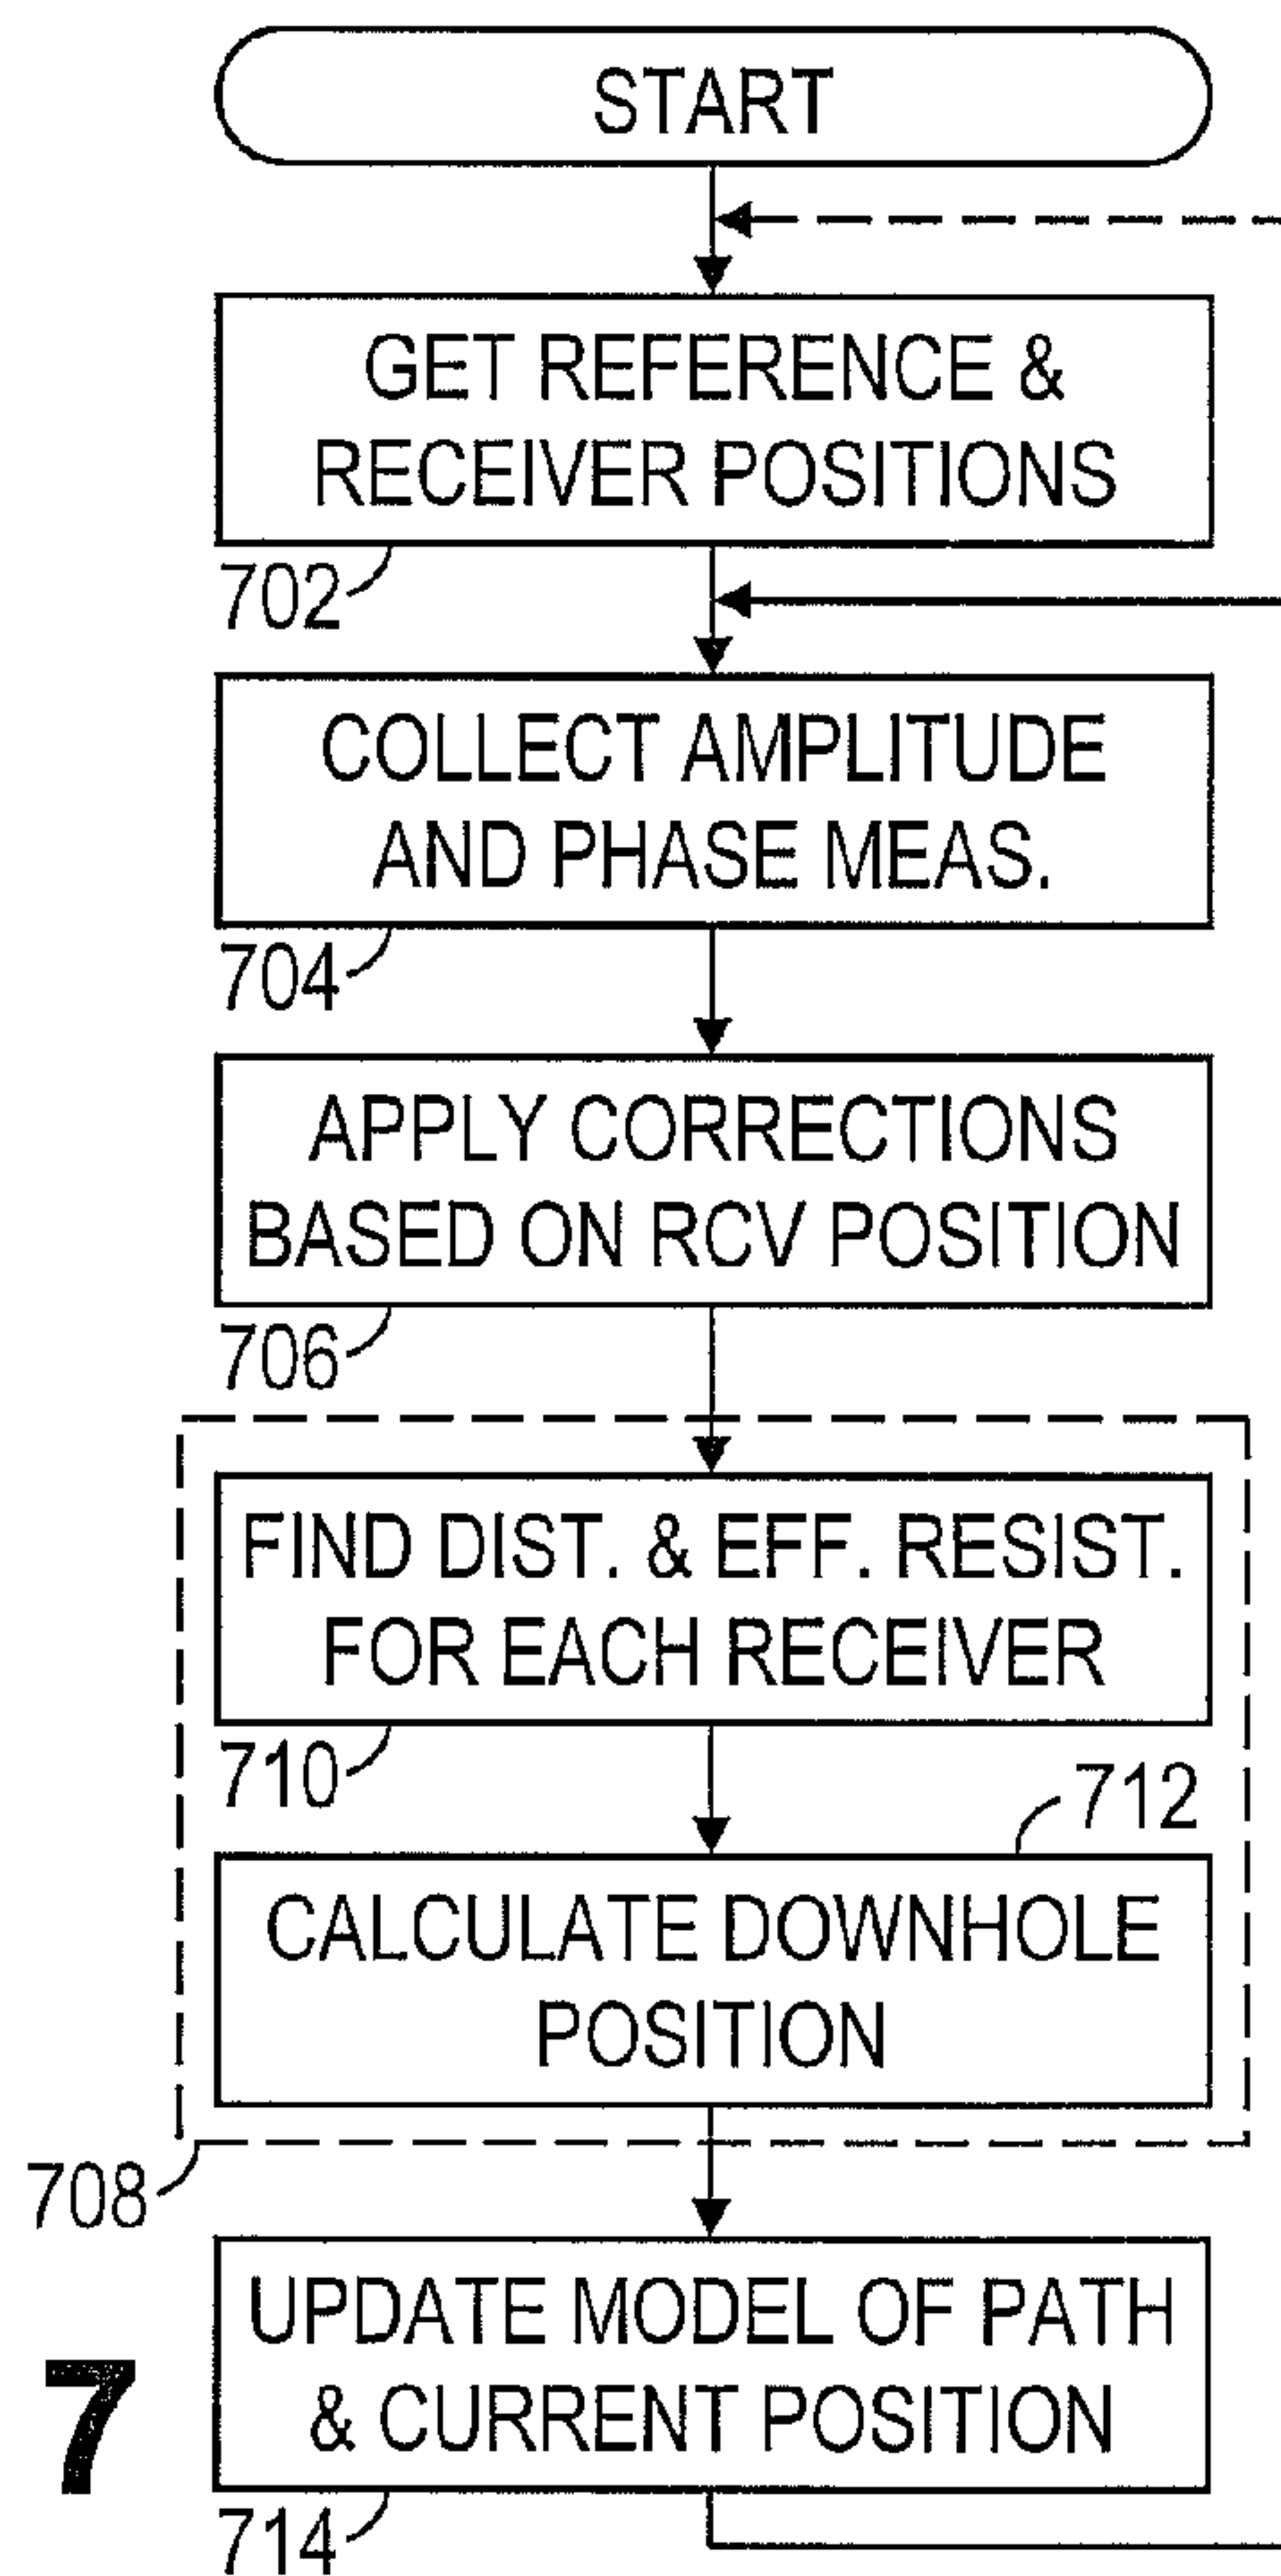 START
GET REFERENCE &
RECEIVER POSITIONS
702
COLLECT AMPLITUDE
AND PHASE MEAS.
704
APPLY CORRECTIONS
BASED ON RCV POSITION
706
FIND DIST. & EFF. RESIST.
FOR EACH RECEIVER
710
712
CALCULATE DOWNHOLE
POSITION
708
UPDATE MODEL OF PATH
& CURRENT POSITION
714
7